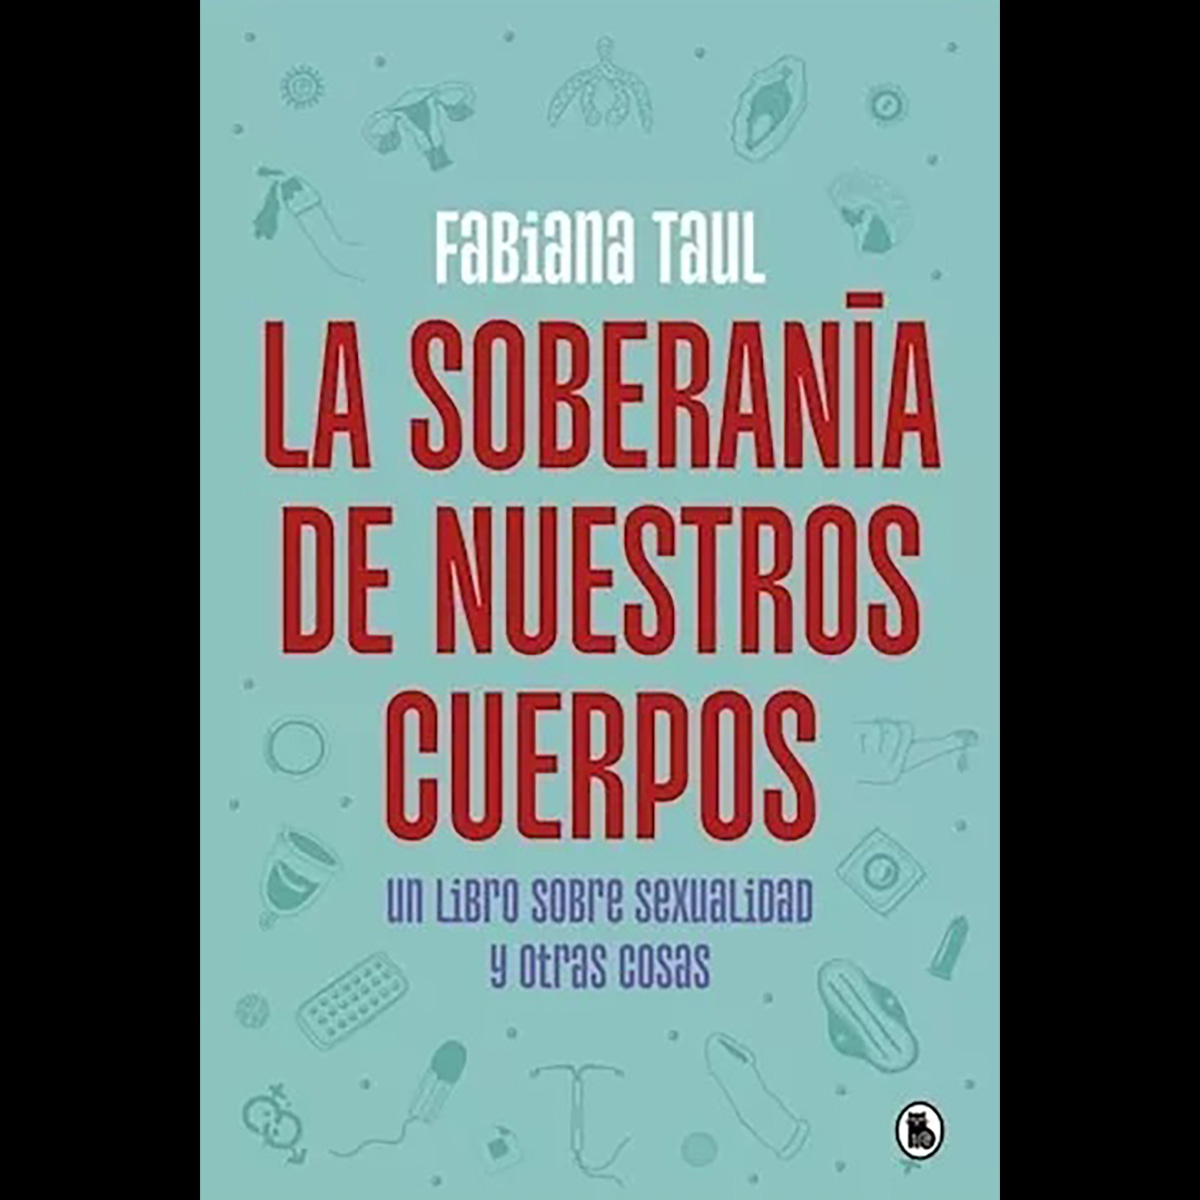 Fabiana Taul
LA SOBERANÍA
DE NUESTROS
CUERPOS
un libro sobre sexualidad
y otras cosas